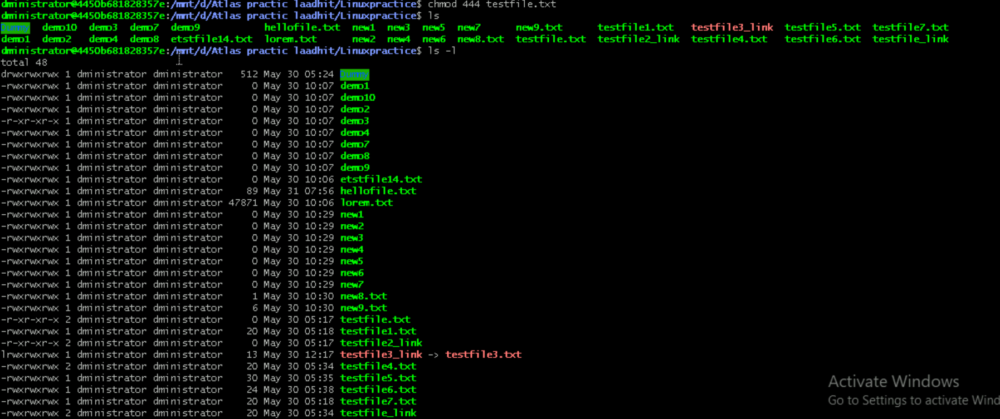 dministrator@4450b681828357e:/mnt/d/Atlas practic laadhit/Linuxpractice$ chmod 444 testfile.txt
dministrator@4450b681828357e:/mnt/d/Atlas practic laadhit/Linuxpractice$ ls
Dummy demo10 demo3 demo7 demo9 hellofile.txt new1 new3 new5 new7 new9.txt testfile1.txt testfile3_link testfile5.txt testfile7.txt
demo1 demo2 demo4 demo8 etstfile14.txt lorem.txt new2 new4 new6 new8.txt testfile.txt testfile2_link testfile4.txt testfile6.txt testfile_link
dministrator@4450b681828357e:/mnt/d/Atlas practic laadhit/Linuxpractice$ ls -l
total 48
drwxrwxrwx 1 dministrator dministrator 512 May 30 05:24 Dummy
-rwxrwxrwx 1 dministrator dministrator 0 May 30 10:07 demo1
-rwxrwxrwx 1 dministrator dministrator 0 May 30 10:07 demo10
-rwxrwxrwx 1 dministrator dministrator 0 May 30 10:07 demo2
-r-xr-xr-x 1 dministrator dministrator 0 May 30 10:07 demo3
-rwxrwxrwx 1 dministrator dministrator 0 May 30 10:07 demo4
-rwxrwxrwx 1 dministrator dministrator 0 May 30 10:07 demo7
-rwxrwxrwx 1 dministrator dministrator 0 May 30 10:07 demo8
-rwxrwxrwx 1 dministrator dministrator 0 May 30 10:07 demo9
-rwxrwxrwx 1 dministrator dministrator 0 May 30 10:06 etstfile14.txt
-rwxrwxrwx 1 dministrator dministrator 89 May 31 07:56 hellofile.txt
-rwxrwxrwx 1 dministrator dministrator 47871 May 30 10:06 lorem.txt
-rwxrwxrwx 1 dministrator dministrator 0 May 30 10:29 new1
-rwxrwxrwx 1 dministrator dministrator 0 May 30 10:29 new2
-rwxrwxrwx 1 dministrator dministrator 0 May 30 10:29 new3
-rwxrwxrwx 1 dministrator dministrator 0 May 30 10:29 new4
-rwxrwxrwx 1 dministrator dministrator 0 May 30 10:29 new5
-rwxrwxrwx 1 dministrator dministrator 0 May 30 10:29 new6
-rwxrwxrwx 1 dministrator dministrator 0 May 30 10:29 new7
-rwxrwxrwx 1 dministrator dministrator 1 May 30 10:30 new8.txt
-rwxrwxrwx 1 dministrator dministrator 6 May 30 10:30 new9.txt
-r-xr-xr-x 2 dministrator dministrator 0 May 30 05:17 testfile.txt
-rwxrwxrwx 1 dministrator dministrator 20 May 30 05:18 testfile1.txt
-r-xr-xr-x 2 dministrator dministrator 0 May 30 05:17 testfile2_link
lrwxrwxrwx 1 dministrator dministrator 13 May 30 12:17 testfile3_link -> testfile3.txt
-rwxrwxrwx 2 dministrator dministrator 20 May 30 05:34 testfile4.txt
-rwxrwxrwx 1 dministrator dministrator 30 May 30 05:35 testfile5.txt
-rwxrwxrwx 1 dministrator dministrator 24 May 30 05:38 testfile6.txt
-rwxrwxrwx 1 dministrator dministrator 20 May 30 05:18 testfile7.txt
-rwxrwxrwx 2 dministrator dministrator 20 May 30 05:34 testfile_link
Activate Windows
Go to Settings to activate Wind